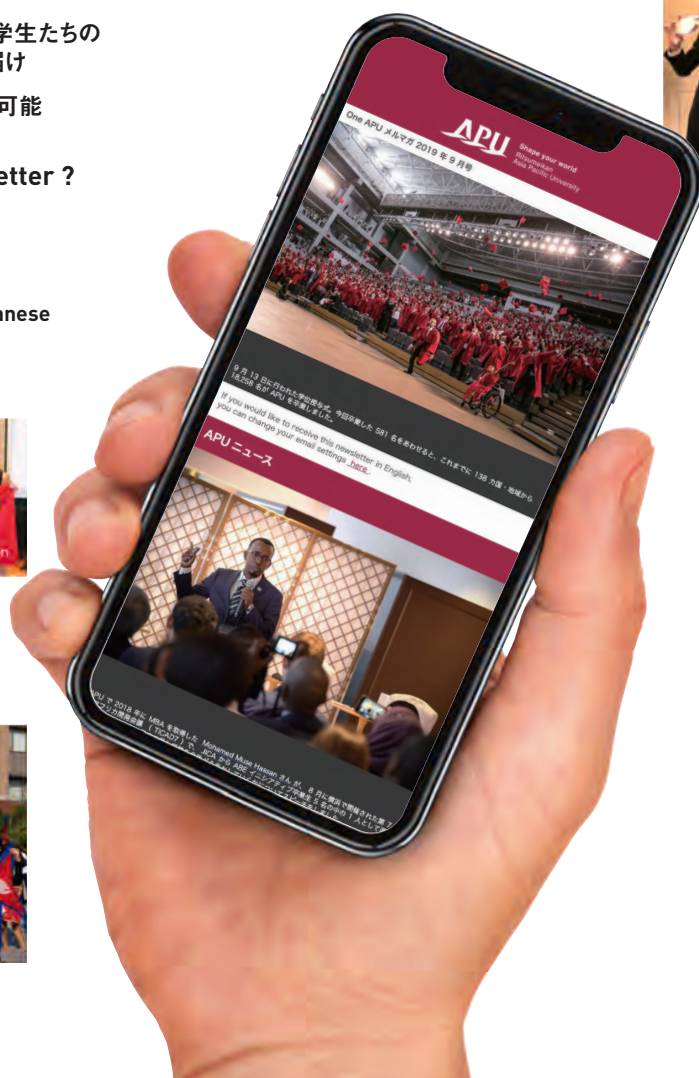 学生たちの
届け
可能
etter ?
anese
APU
Shape your world
Ritsumeikan
Asia Pacific University
One APU メルマガ 2019 年 9 月号
9 月 13 日に行われた学位授与式。今回卒業した 581 名をあわせると、これまでに 138 カ国・地域から
18,258 名が APU を卒業しました。
If you would like to receive this newsletter in English,
you can change your email settings here .
APU ニュース
APU で 2018 年に MBA を取得した Mohamed Muse Hassan さん が、 8 月に横浜で開催された第 7
アフリカ開発会議 （ TICAD7 ）で、 JICA から ABE イニシアティブ卒業生 5 名の中の 1 人として